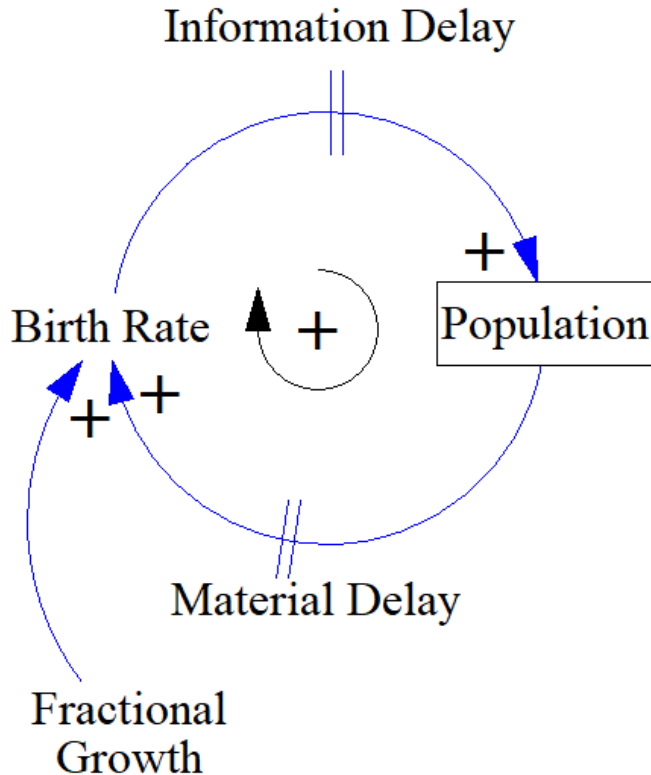 Information Delay
+
Birth Rate
+
Population
+
+
Material Delay
Fractional
Growth